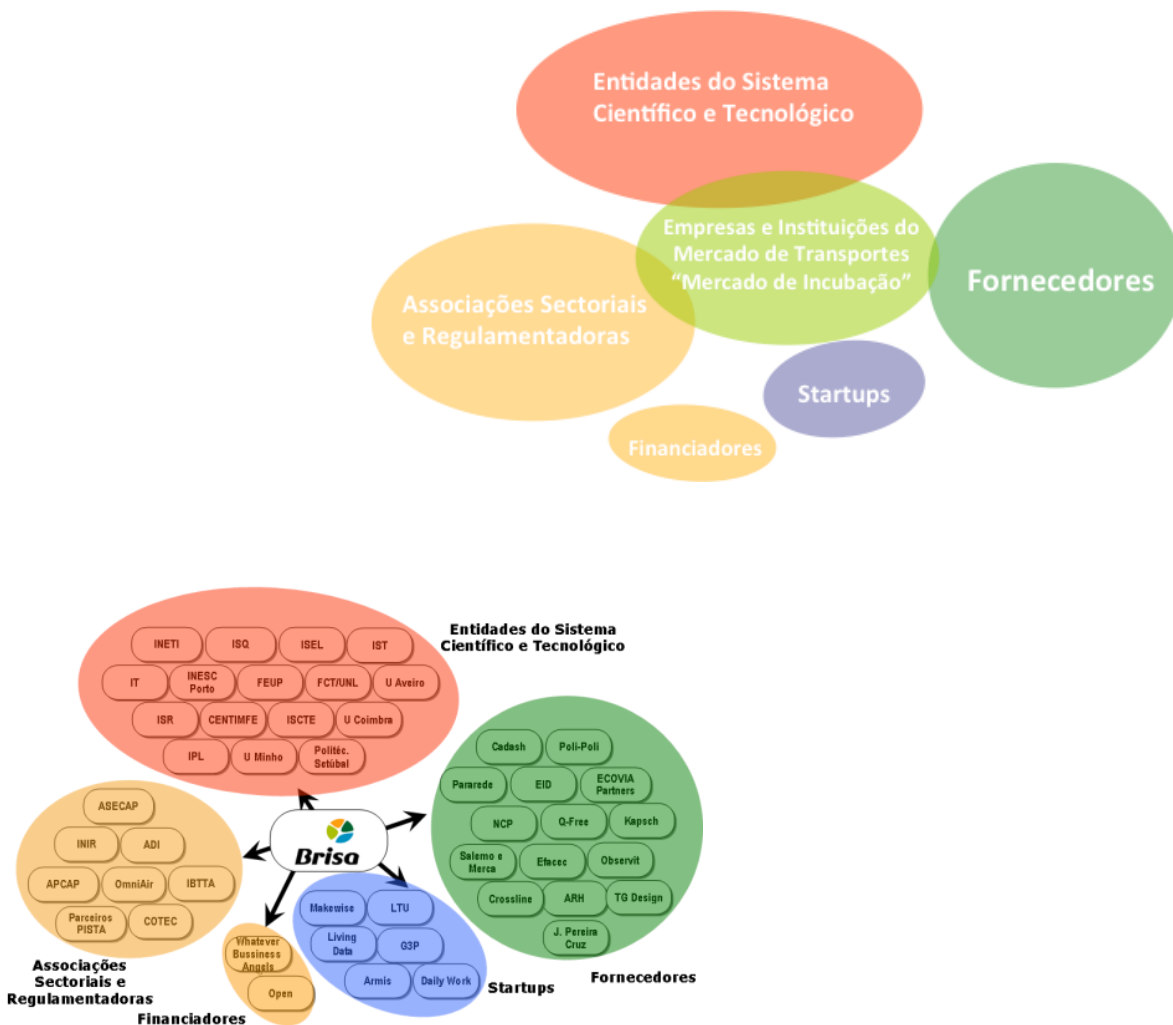 Entidades do Sistema
Científico e Tecnológico
Empresas e Instituições do
Mercado de Transportes
“Mercado de Incubação”
Fornecedores
Associações Sectoriais
e Regulamentadoras
Startups
Financiadores
Entidades do Sistema
Científico e Tecnológico
INETI
ISQ
ISEL
IST
IT
INESC
Porto
FEUP
FCT/UNL
U Aveiro
ISR
CENTIMFE
ISCTE
U Coimbra
IPL
U Minho
Politéc.
Setúbal
Cadash
Poli-Poli
Pararede
EID
ECOVIA
Partners
NCP
Q-Free
Kapsch
Salemo e
Merca
Efacec
Observit
Crossline
ARH
TG Design
J. Pereira
Cruz
Fornecedores
Brisa
ASECAP
INIR
ADI
APCAP
OmniAir
IBTTA
Parceiros
PISTA
COTEC
Associações
Sectoriais e
Regulamentadoras
Whatever
Bussiness
Angels
Open
Financiadores
Makewise
LTU
Living
Data
G3P
Armis
Daily Work
Startups